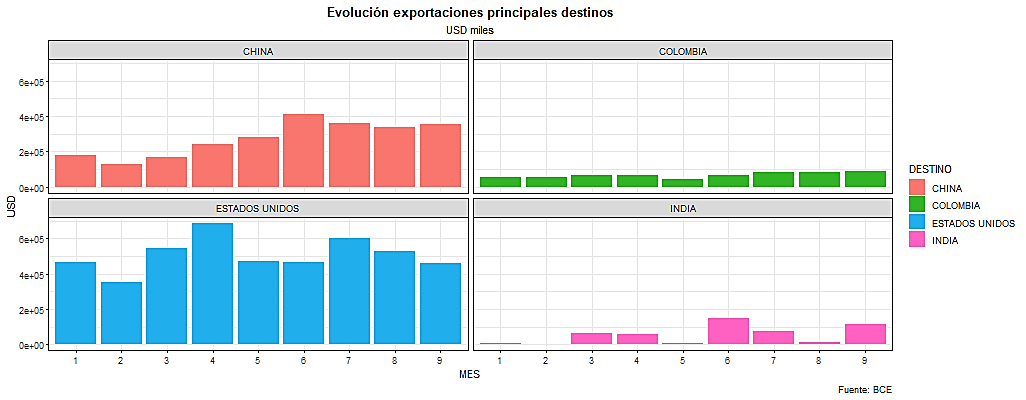 Evolución exportaciones principales destinos
USD miles
CHINA
COLOMBIA
6e+05
4e+05
2e+05
0e+00
ESTADOS UNIDOS
INDIA
6e+05
4e+05
2e+05
0e+00
USD
1 2 3 4 5 6 7 8 9
1 2 3 4 5 6 7 8 9
MES
DESTINO
CHINA
COLOMBIA
ESTADOS UNIDOS
INDIA
Fuente: BCE